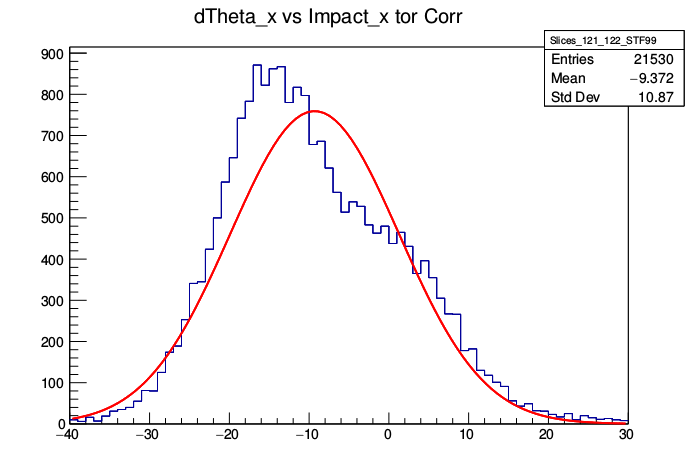 dTheta_x vs Impact_x tor Corr
Slices_121_122_STF99
Entries 21530
Mean −9.372
Std Dev 10.87
900
800
700
600
500
400
300
200
100
0
−40 −30 −20 −10 0 10 20 30